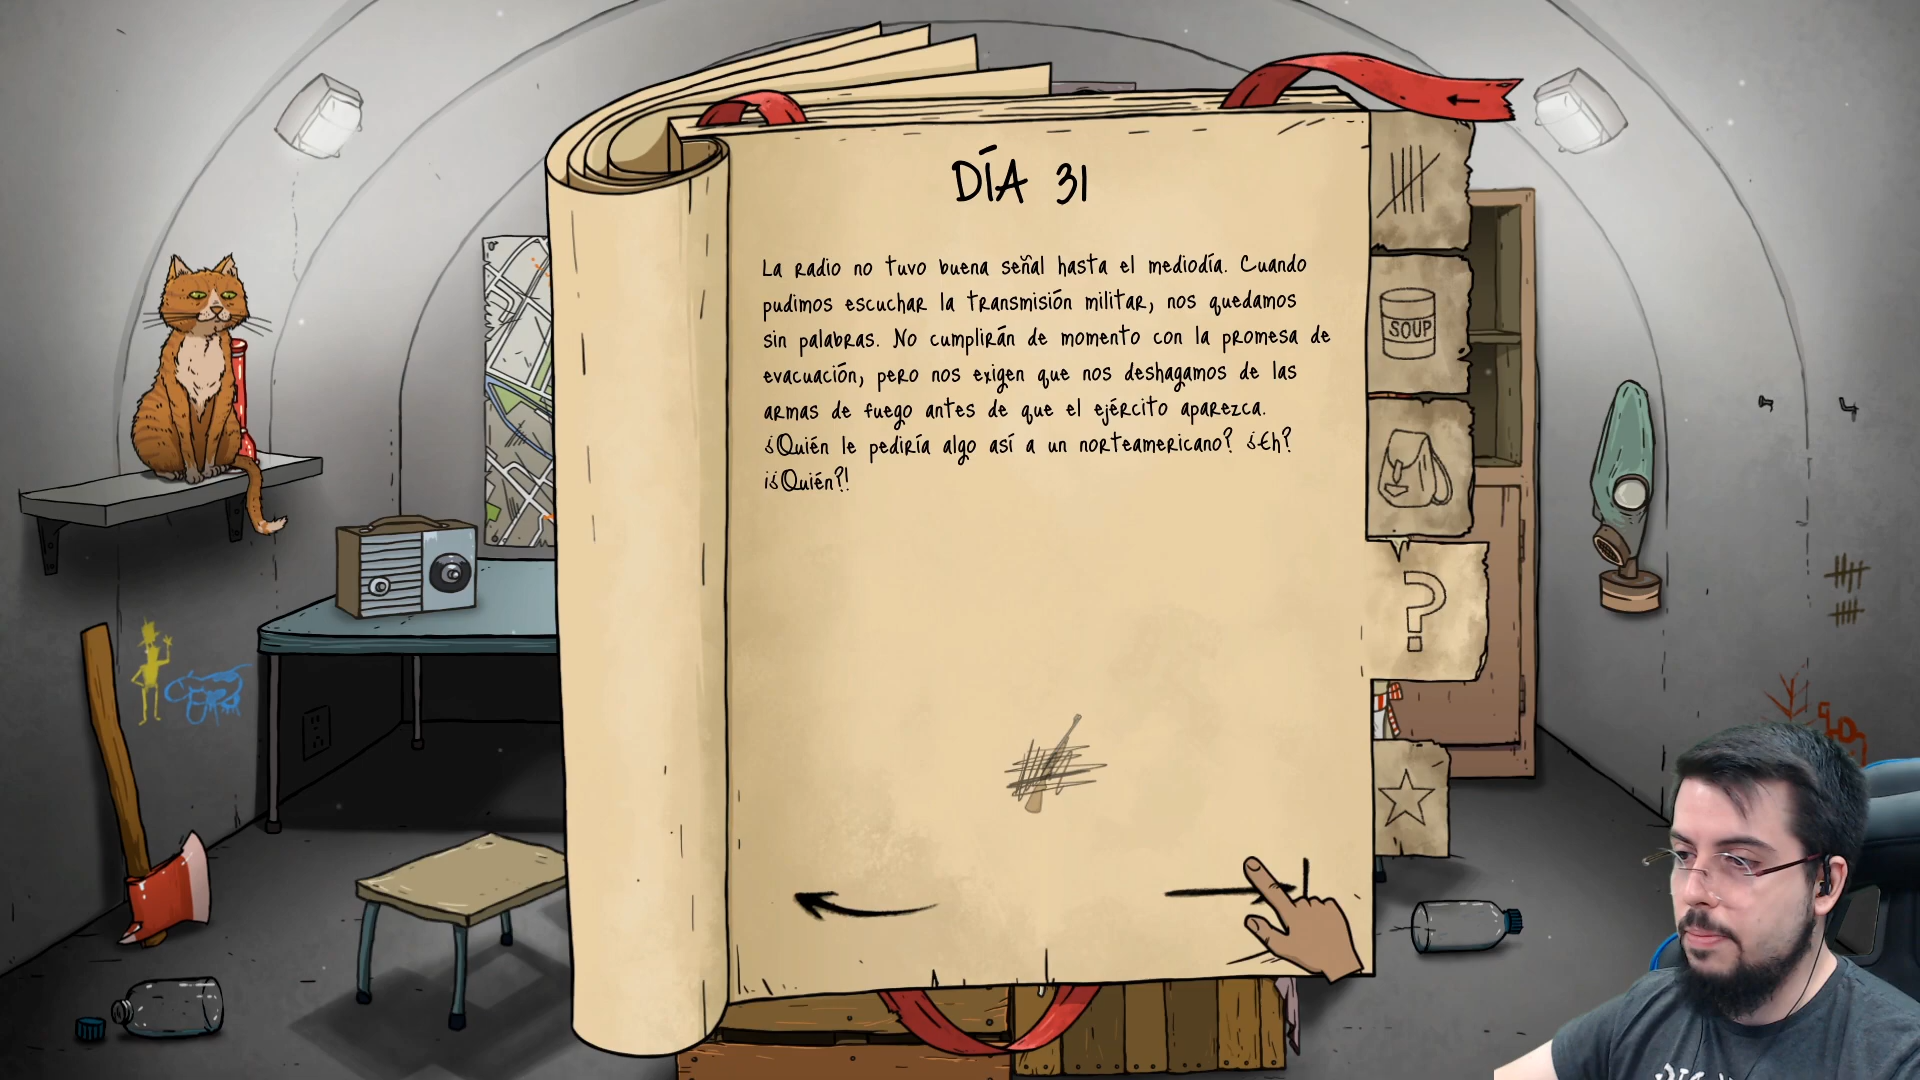 DÍA 31
La radio no tuvo buena señal hasta el mediodía. Cuando
pudimos escuchar la transmisión militar, nos quedamos
sin palabras. No cumplirán de momento con la promesa de
evacuación, pero nos exigen que nos deshagamos de las
armas de fuego antes de que el ejército aparezca.
¿Quién le pediría algo así a un norteamericano? ¿Eh?
¡¿Quién?!
SOUP